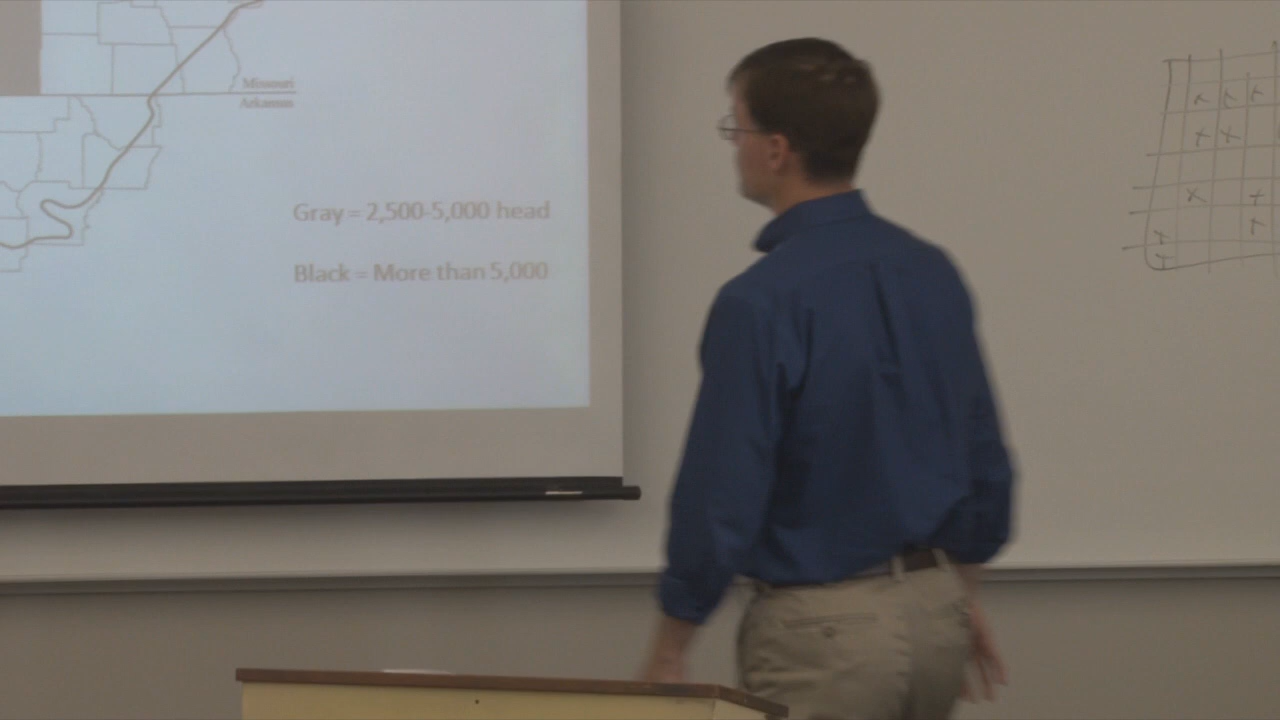 Missouri
Arkansas
Gray = 2,500-5,000 head
Black = More than 5,000